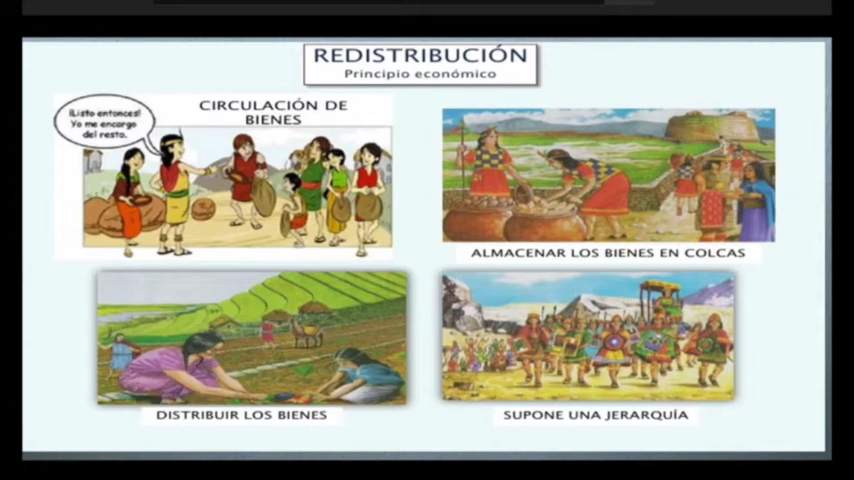 REDISTRIBUCIÓN
Principio económico
CIRCULACIÓN DE
BIENES
¡Listo entonces!
Yo me encargo
del resto.
ALMACENAR LOS BIENES EN COLCAS
DISTRIBUIR LOS BIENES
SUPONE UNA JERARQUÍA